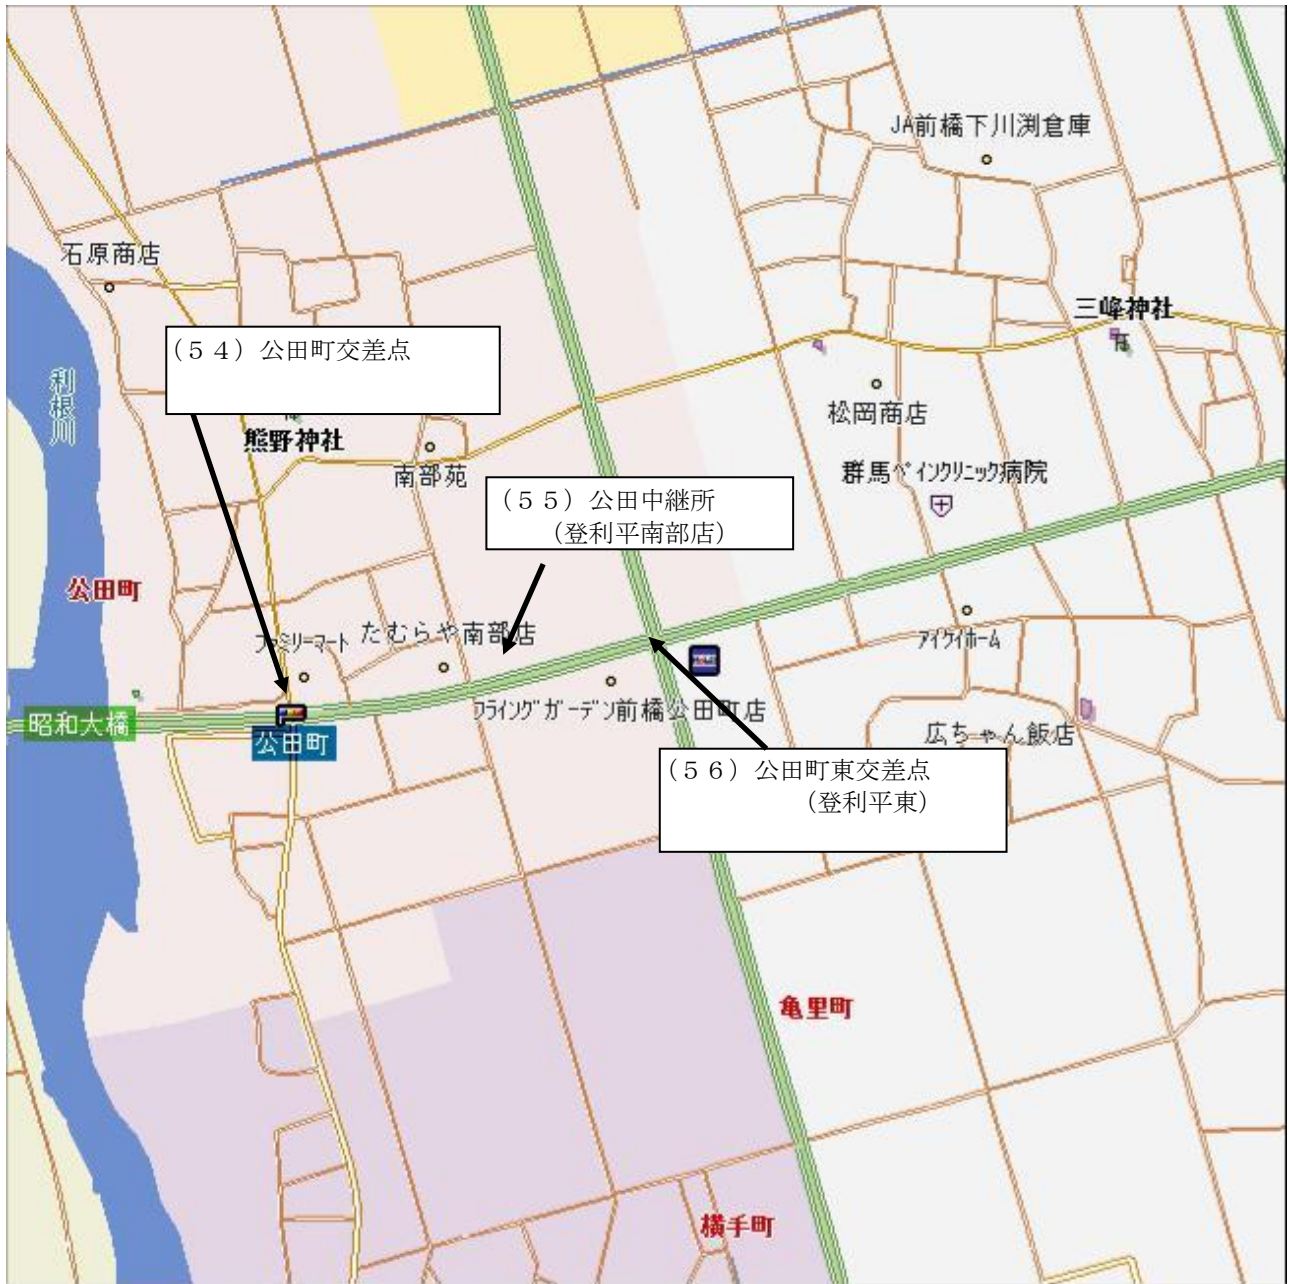 JA前橋下川渕倉庫
石原商店
三峰神社
（５４）公田町交差点
利根川
松岡商店
熊野神社
南部苑
群馬ペインクリニック病院
（５５）公田中継所
（登利平南部店）
公田町
ファミリーマート
たむらや南部店
アイケイホーム
フライングガーデン前橋公田町店
昭和大橋
公田町
広ちゃん飯店
（５６）公田町東交差点
（登利平東）
亀里町
横手町